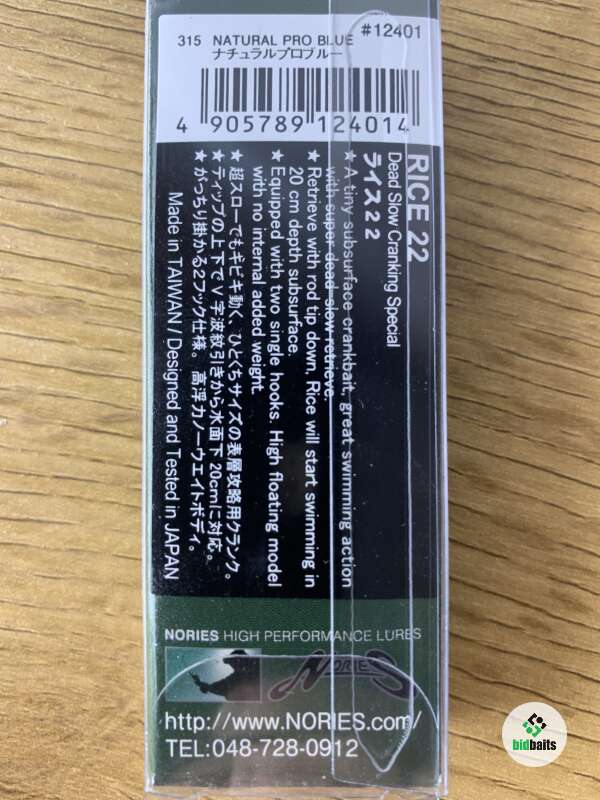 315 NATURAL PRO BLUE #12401
ナチュラルプロブルー
4 905789 124014
RICE 22
Dead Slow Cranking Special
ライス22
★A tiny subsurface crankbait, great swimming action
with super dead slow retrieve.
★Retrieve with rod tip down, Rice will start swimming in
20 cm depth subsurface.
★Equipped with two single hooks. High floating model
with no internal added weight.
★超スローでもキビキビ動く、ひとくちサイズの表層攻略用クランク。
★ティップの上下でV字波紋引きから水面下20cmに対応。
★がっちり掛かる2フック仕様。高浮力ノーウエイトボディ。
Made in TAIWAN / Designed and Tested in JAPAN
NORIES HIGH PERFORMANCE LURES
NORIES
http://www.NORIES.com/
TEL:048-728-0912
bidbaits